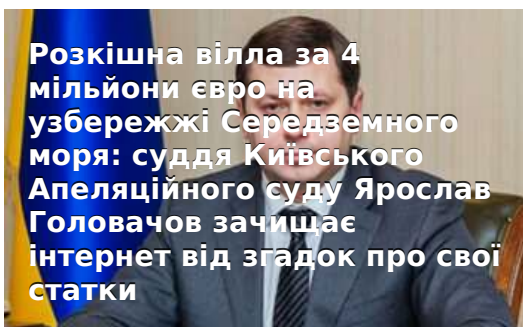 Розкішна вілла за 4
мільйони євро на
узбережжі Середземного
моря: суддя Київського
Апеляційного суду Ярослав
Головачов зачищає
інтернет від згадок про свої
статки